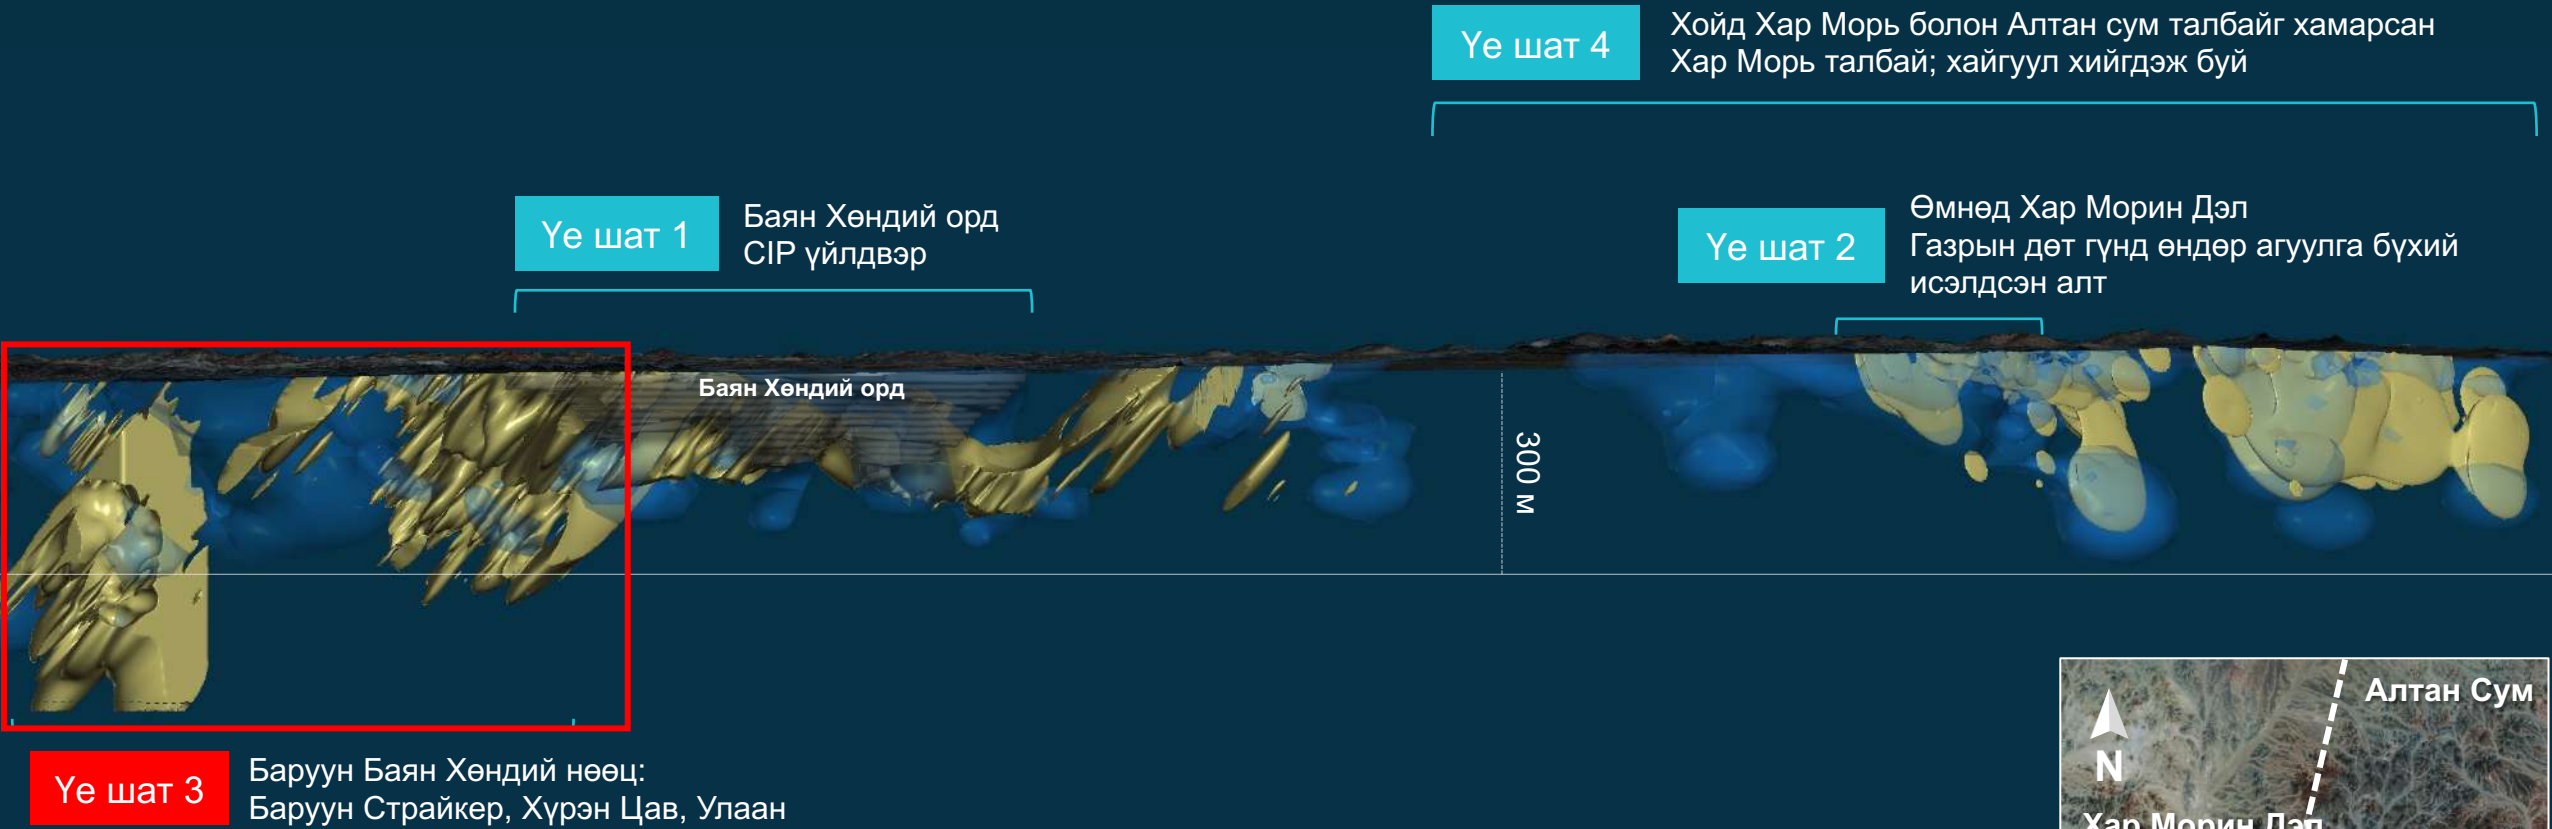 Үе шат 4
Хойд Хар Морь болон Алтан сум талбайг хамарсан
Хар Морь талбай; хайгуул хийгдэж буй
Үе шат 1
Баян Хөндий орд
CIP үйлдвэр
Үе шат 2
Өмнөд Хар Морин Дэл
Газрын дөт гүнд өндөр агуулга бүхий
исэлдсэн алт
Баян Хөндий орд
300 м
Алтан Сум
N
Хар Морин Дэл
Үе шат 3
Баруун Баян Хөндий нөөц:
Баруун Страйкер, Хүрэн Цав, Улаан